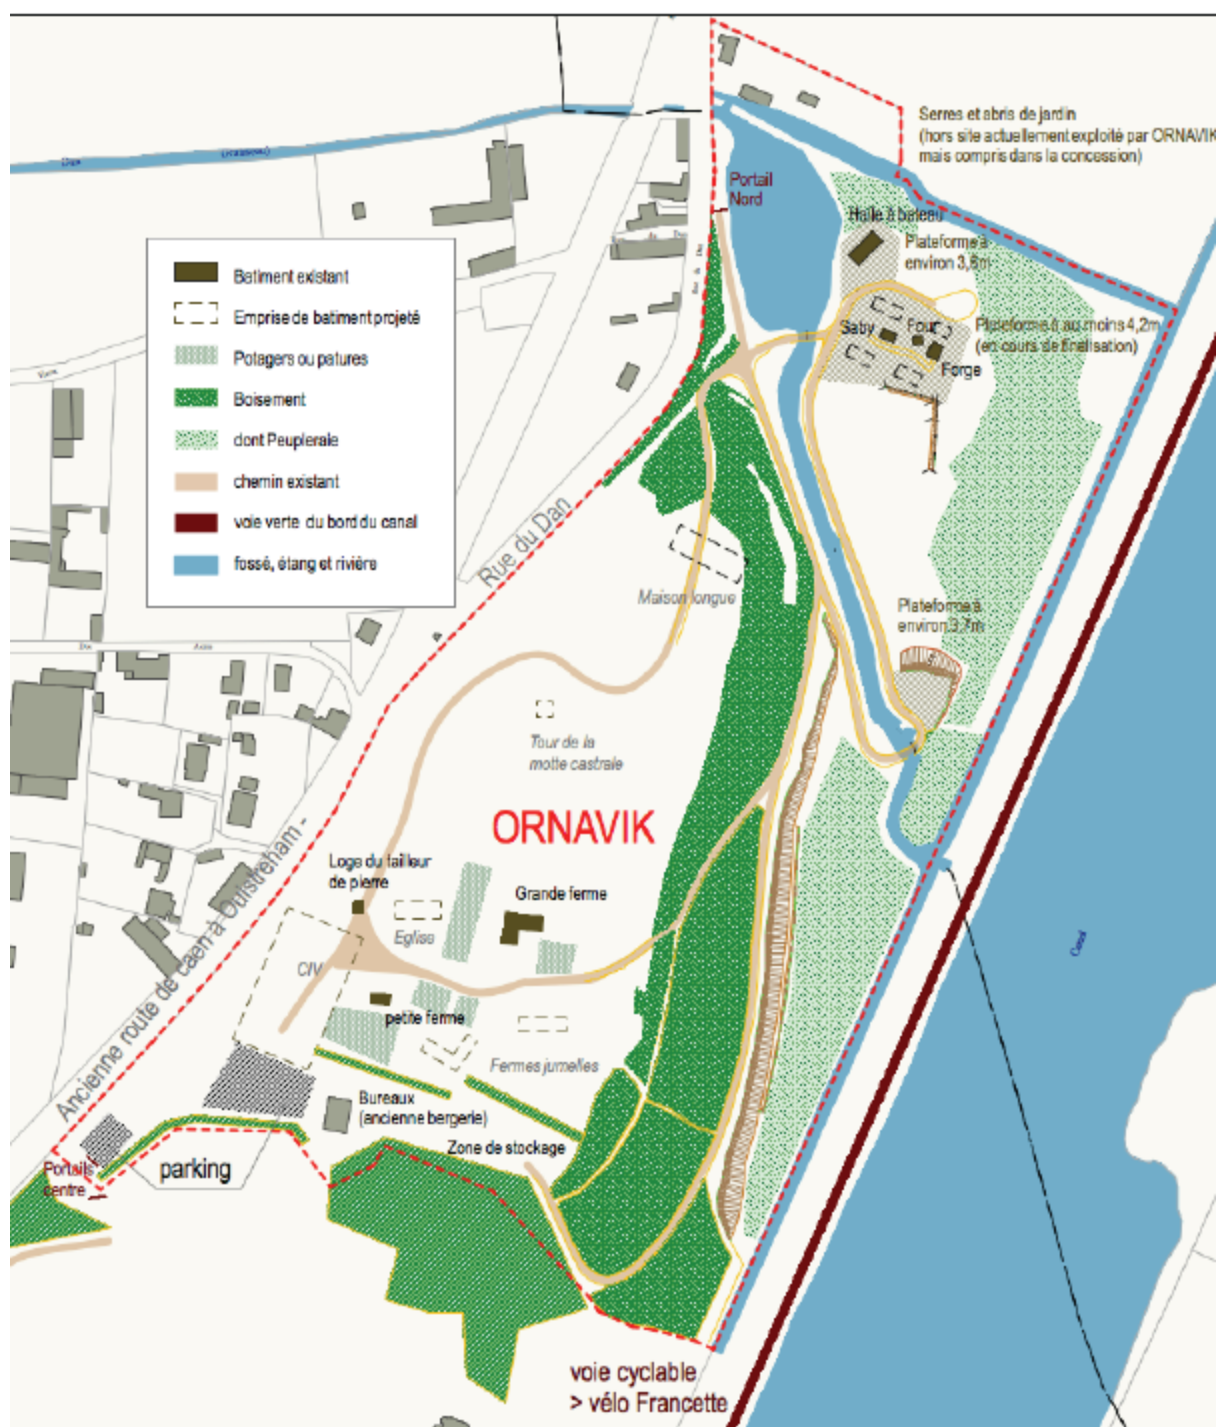 Serres et abris de jardin
(hors site actuellement exploité par ORNAVIK
mais compris dans la concession)
Portail
Nord
Halle à bateau
Plateforme à
environ 3,6m
Saby
Four
Forge
Plateforme à au moins 4,2m
(en cours de finalisation)
Batiment existant
Emprise de batiment projeté
Potagers ou patures
Boisement
dont Peupleraie
chemin existant
voie verte du bord du canal
fossé, étang et rivière
Rue du Dan
Maison longue
Plateforme à
environ 3,7m
Tour de la
motte castrale
ORNAVIK
Loge du tailleur
de pierre
Grande ferme
Eglise
CIV
petite ferme
Fermes jumelles
Ancienne route de caen à Ouistreham -
Bureaux
(ancienne bergerie)
Zone de stockage
parking
Portails
centre
Canal
voie cyclable
> vélo Francette